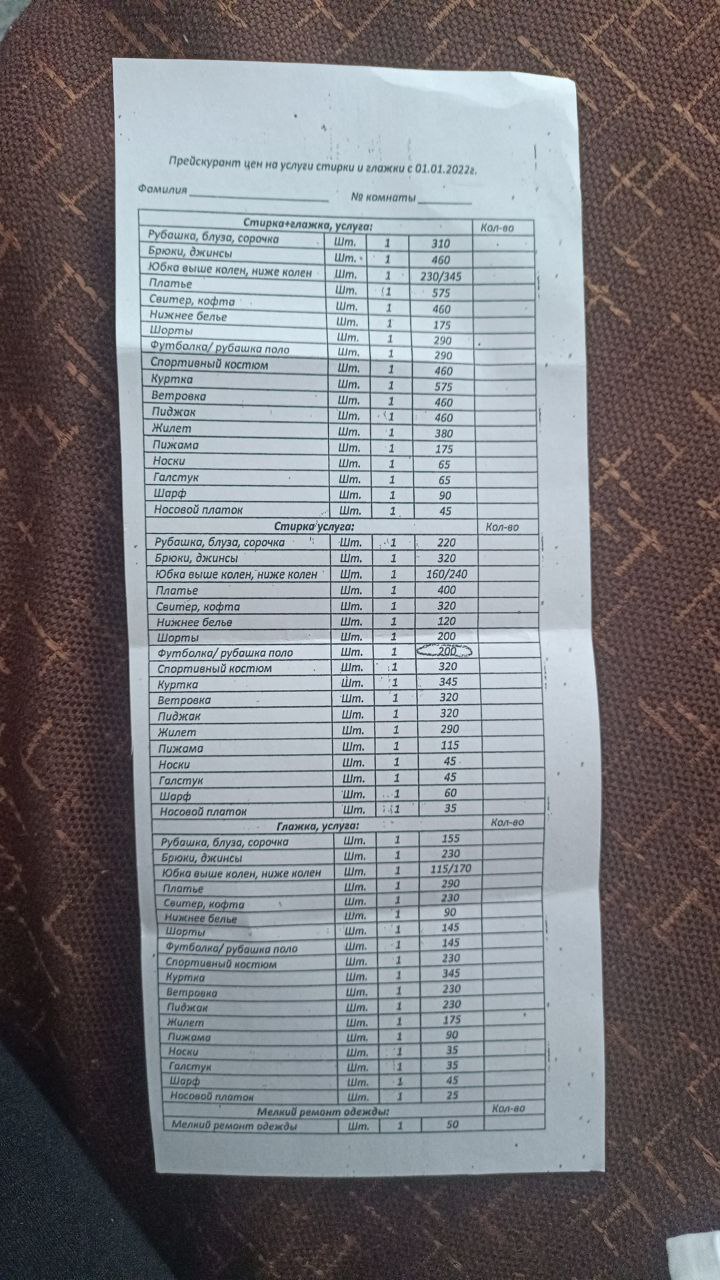 Прейскурант цен на услуги стирки и глажки с 01.01.2022г.
Фамилия № комнаты
Стирка+глажка, услуга: Кол-во
Рубашка, блуза, сорочка Шт. 1 310
Брюки, джинсы Шт. 1 460
Юбка выше колен, ниже колен Шт. 1 230/345
Платье Шт. 1 575
Свитер, кофта Шт. 1 460
Нижнее белье Шт. 1 175
Шорты Шт. 1 290
Футболка/ рубашка поло Шт. 1 290
Спортивный костюм Шт. 1 460
Куртка Шт. 1 575
Ветровка Шт. 1 460
Пиджак Шт. 1 460
Жилет Шт. 1 380
Пижама Шт. 1 175
Носки Шт. 1 65
Галстук Шт. 1 65
Шарф Шт. 1 90
Носовой платок Шт. 1 45
Стирка услуга: Кол-во
Рубашка, блуза, сорочка Шт. 1 220
Брюки, джинсы Шт. 1 320
Юбка выше колен, ниже колен Шт. 1 160/240
Платье Шт. 1 400
Свитер, кофта Шт. 1 320
Нижнее белье Шт. 1 120
Шорты Шт. 1 200
Футболка/ рубашка поло Шт. 1 200
Спортивный костюм Шт. 1 320
Куртка Шт. 1 345
Ветровка Шт. 1 320
Пиджак Шт. 1 320
Жилет Шт. 1 290
Пижама Шт. 1 115
Носки Шт. 1 45
Галстук Шт. 1 45
Шарф Шт. 1 60
Носовой платок Шт. 1 35
Глажка, услуга: Кол-во
Рубашка, блуза, сорочка Шт. 1 155
Брюки, джинсы Шт. 1 230
Юбка выше колен, ниже колен Шт. 1 115/170
Платье Шт. 1 290
Свитер, кофта Шт. 1 230
Нижнее белье Шт. 1 90
Шорты Шт. 1 145
Футболка/ рубашка поло Шт. 1 145
Спортивный костюм Шт. 1 230
Куртка Шт. 1 345
Ветровка Шт. 1 230
Пиджак Шт. 1 230
Жилет Шт. 1 175
Пижама Шт. 1 90
Носки Шт. 1 35
Галстук Шт. 1 35
Шарф Шт. 1 45
Носовой платок Шт. 1 25
Мелкий ремонт одежды: Кол-во
Мелкий ремонт одежды Шт. 1 50